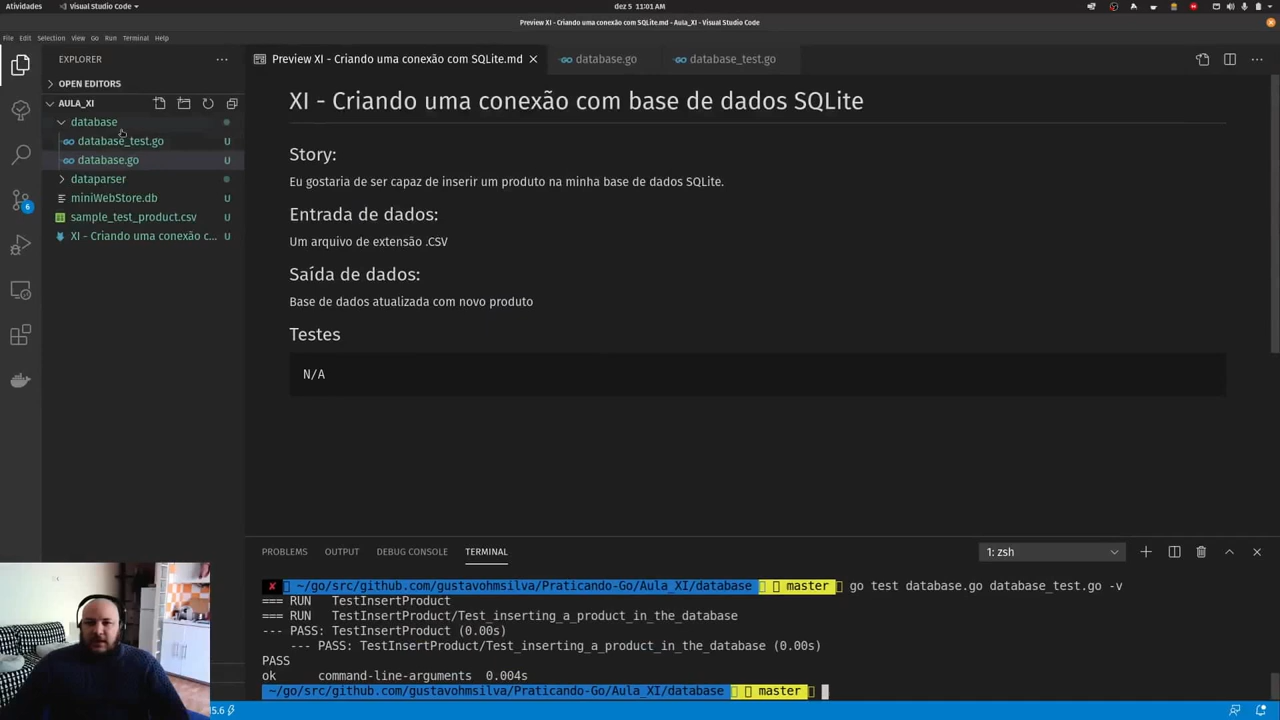 Atividades
Visual Studio Code
dez 5 11:01 AM
Preview XI - Criando uma conexão com SQLite.md - Aula_XI - Visual Studio Code
File Edit Selection View Go Run Terminal Help
EXPLORER
Preview XI - Criando uma conexão com SQLite.md
database.go
database_test.go
OPEN EDITORS
AULA_XI
database
database_test.go U
database.go U
dataparser
miniWebStore.db U
sample_test_product.csv U
XI - Criando uma conexão c... U
6
XI - Criando uma conexão com base de dados SQLite
Story:
Eu gostaria de ser capaz de inserir um produto na minha base de dados SQLite.
Entrada de dados:
Um arquivo de extensão .CSV
Saída de dados:
Base de dados atualizada com novo produto
Testes
N/A
PROBLEMS OUTPUT DEBUG CONSOLE TERMINAL
1: zsh
~/go/src/github.com/gustavohmsilva/Praticando-Go/Aula_XI/database master go test database.go database_test.go -v
=== RUN TestInsertProduct
=== RUN TestInsertProduct/Test_inserting_a_product_in_the_database
--- PASS: TestInsertProduct (0.00s)
--- PASS: TestInsertProduct/Test_inserting_a_product_in_the_database (0.00s)
PASS
ok command-line-arguments 0.004s
~/go/src/github.com/gustavohmsilva/Praticando-Go/Aula_XI/database master
5.6